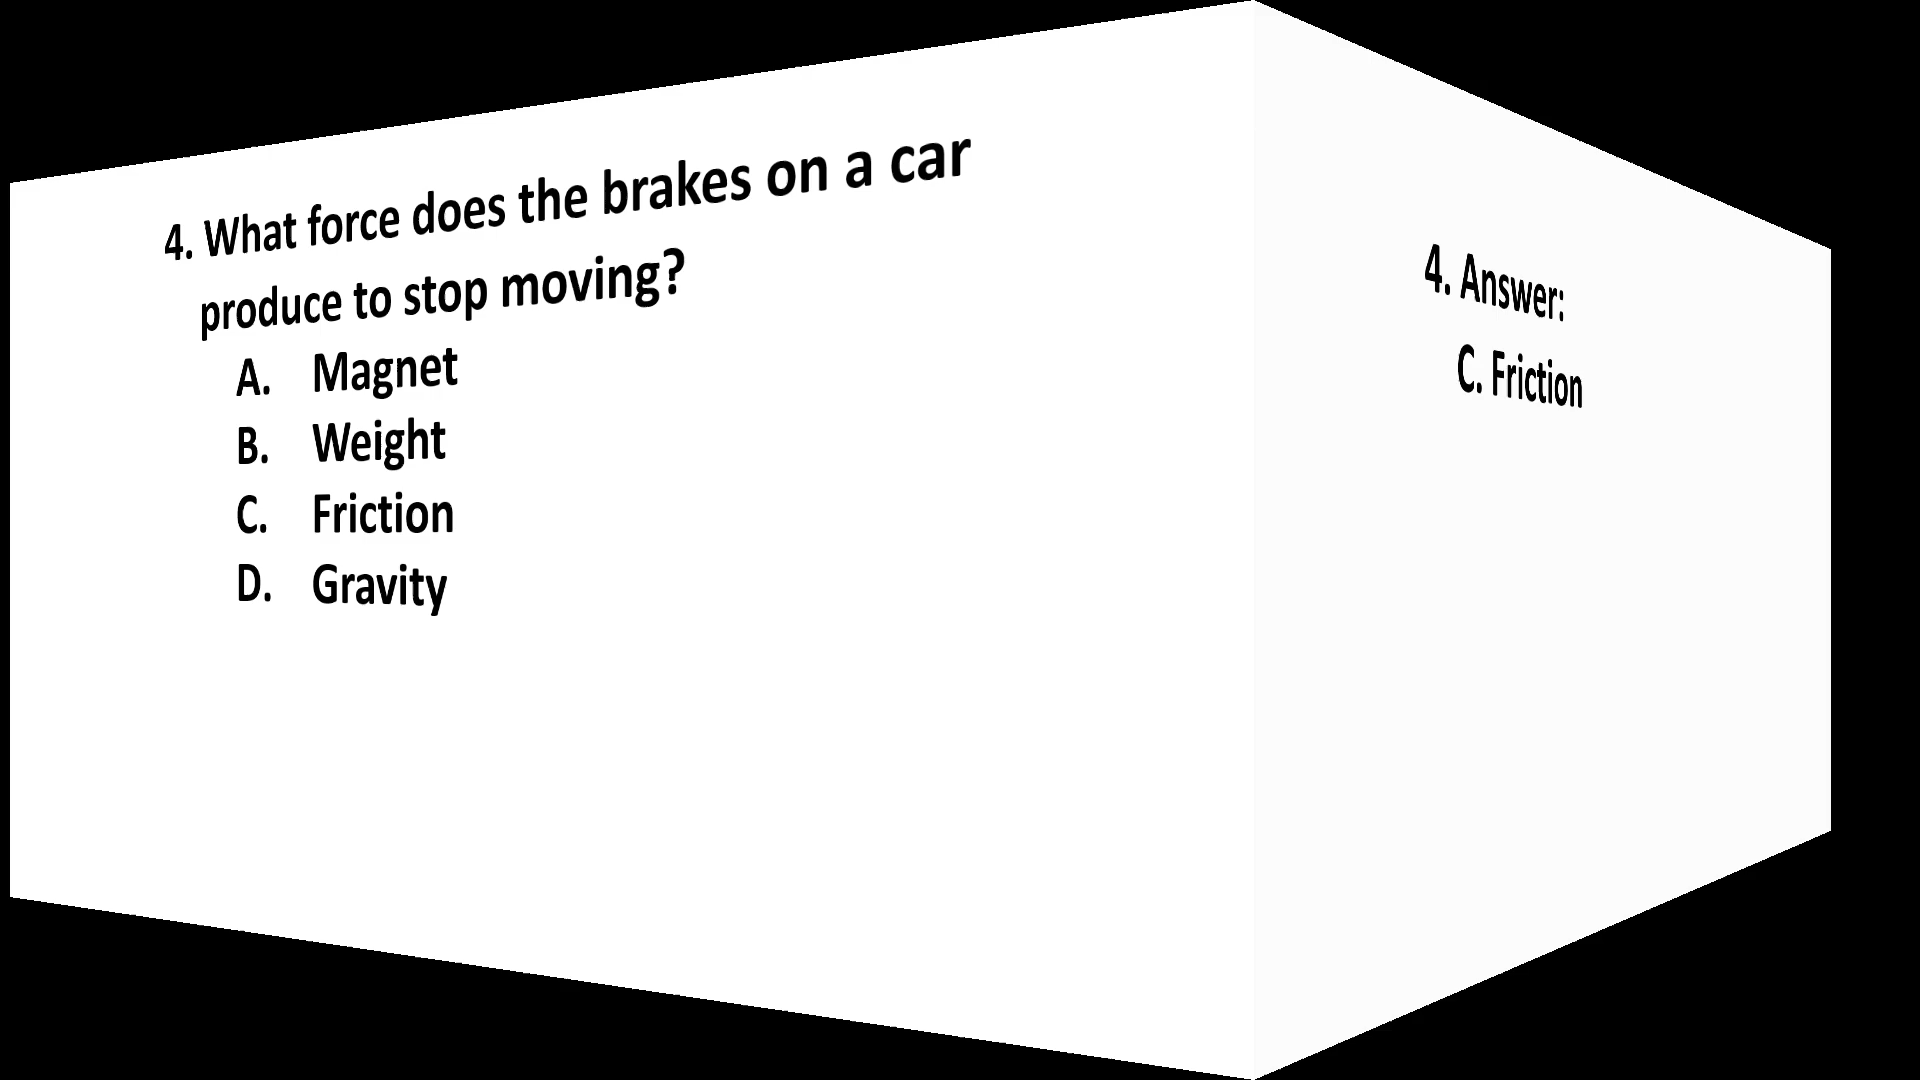 4. What force does the brakes on a car
produce to stop moving?
A. Magnet
B. Weight
C. Friction
D. Gravity
4. Answer:
C. Friction